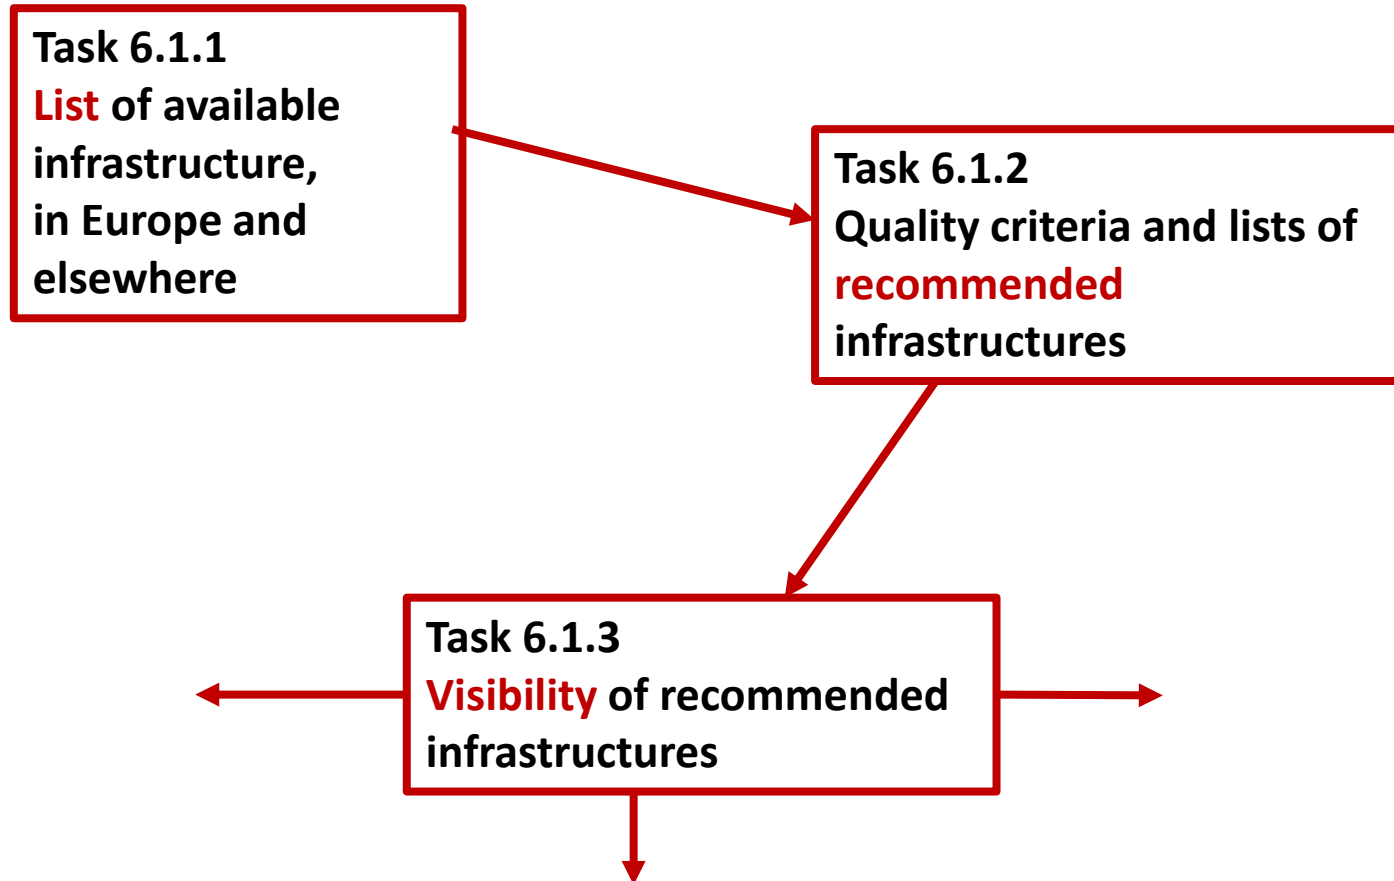 Task 6.1.1
List of available
infrastructure,
in Europe and
elsewhere
Task 6.1.2
Quality criteria and lists of
recommended
infrastructures
Task 6.1.3
Visibility of recommended
infrastructures